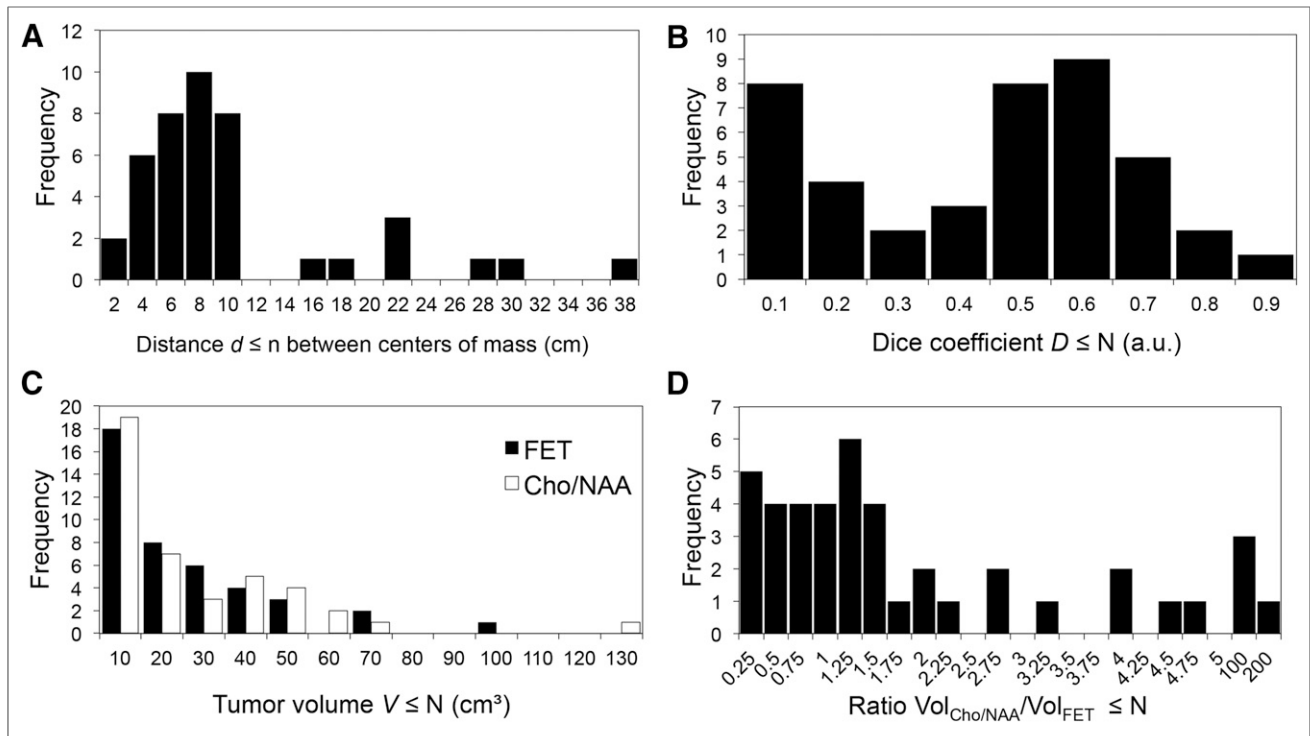 A
Frequency
12
10
8
6
4
2
0
2 4 6 8 10 12 14 16 18 20 22 24 26 28 30 32 34 36 38
Distance d ≤ n between centers of mass (cm)
B
Frequency
10
9
8
7
6
5
4
3
2
1
0
0.1 0.2 0.3 0.4 0.5 0.6 0.7 0.8 0.9
Dice coefficient D ≤ N (a.u.)
C
Frequency
20
18
16
14
12
10
8
6
4
2
0
FET
Cho/NAA
10 20 30 40 50 60 70 80 90 100 110 120 130
Tumor volume V ≤ N (cm³)
D
Frequency
7
6
5
4
3
2
1
0
0.25 0.5 0.75 1 1.25 1.5 1.75 2 2.25 2.5 2.75 3 3.25 3.5 3.75 4 4.25 4.5 4.75 5 100 200
Ratio VolCho/NAA/VolFET ≤ N